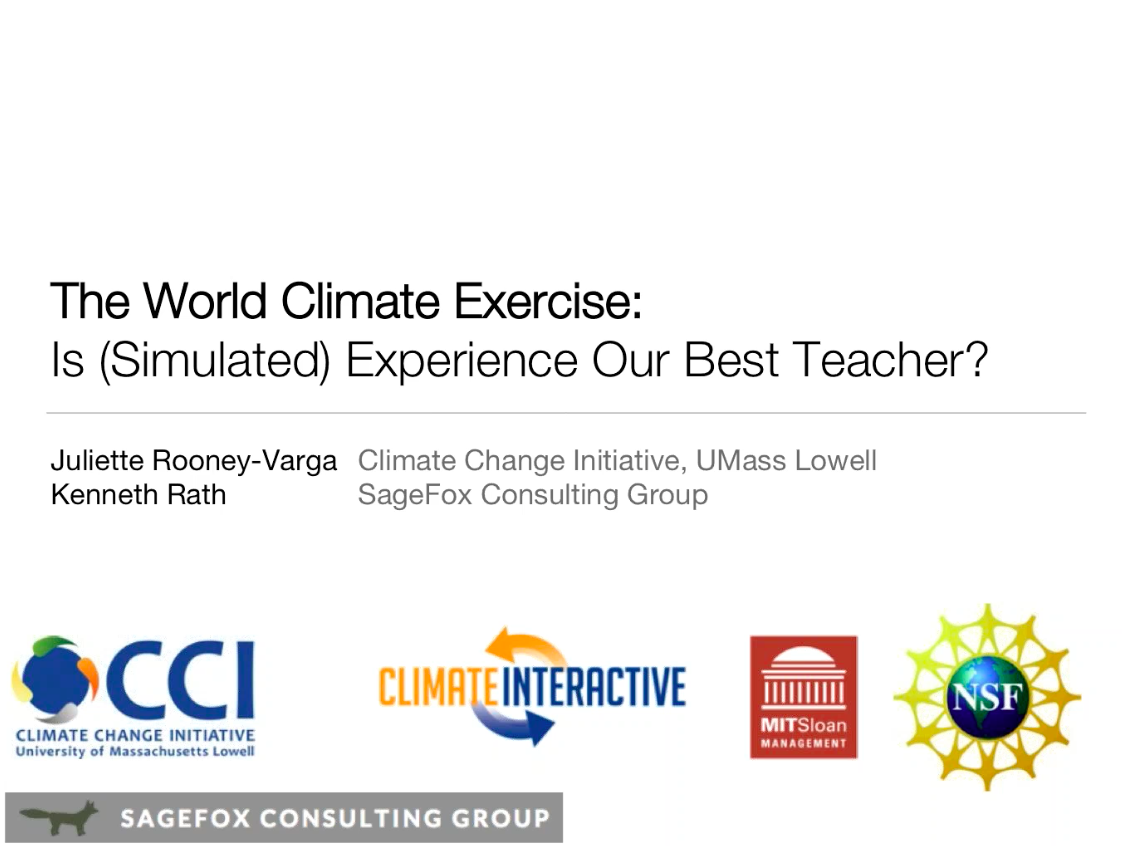 The World Climate Exercise:
Is (Simulated) Experience Our Best Teacher?
Juliette Rooney-Varga Climate Change Initiative, UMass Lowell
Kenneth Rath SageFox Consulting Group
CCI
CLIMATE CHANGE INITIATIVE
University of Massachusetts Lowell
CLIMATEINTERACTIVE
MITSloan
MANAGEMENT
NSF
SAGEFOX CONSULTING GROUP